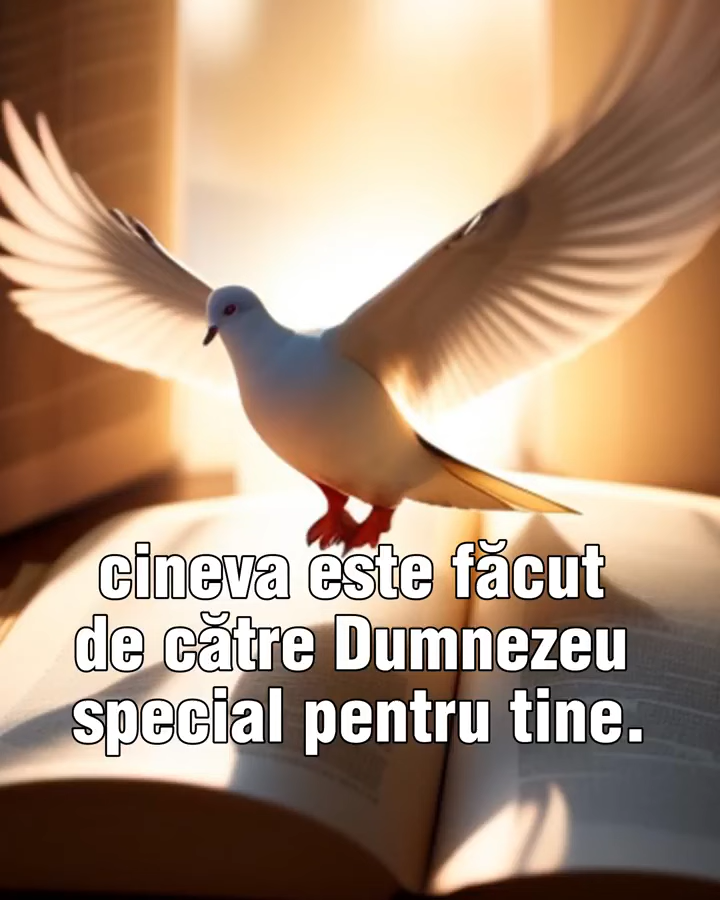 cineva este făcut
de către Dumnezeu
special pentru tine.